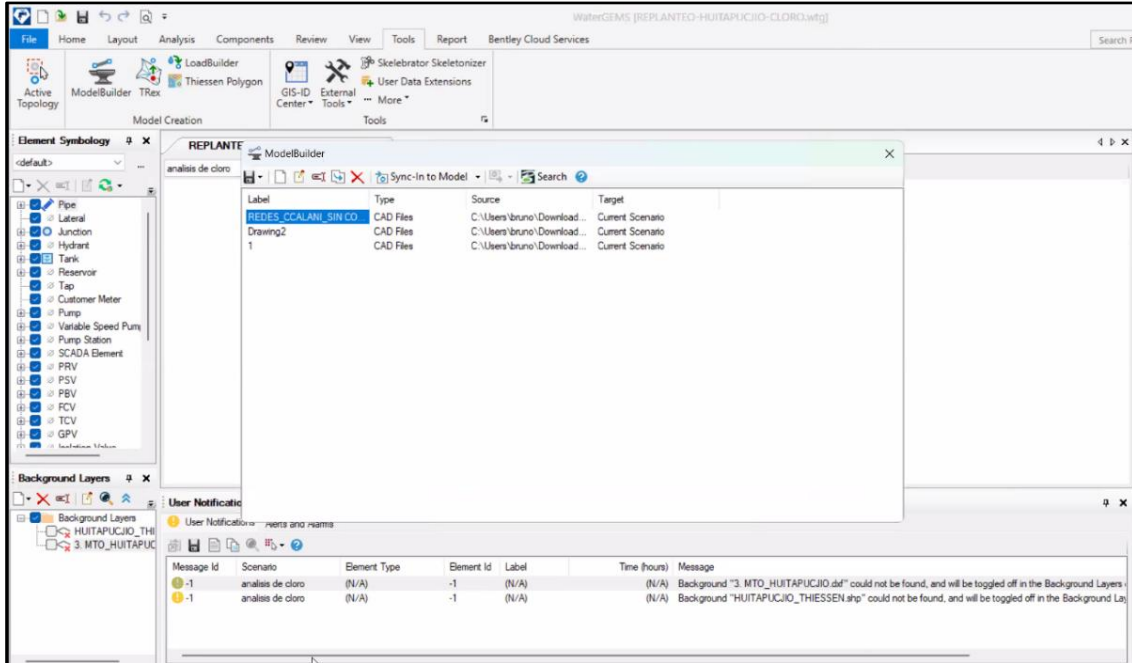 WaterGEMS [REPLANTEO-HUITAPUCJIO-CLORO.wtg]
File Home Layout Analysis Components Review View Tools Report Bentley Cloud Services
Search
Active Topology
ModelBuilder
TRex
LoadBuilder
Thiessen Polygon
Model Creation
GIS-ID Center
External Tools
Skelebrator Skeletonizer
User Data Extensions
More
Tools
Element Symbology
<default>
Pipe
Lateral
Junction
Hydrant
Tank
Reservoir
Tap
Customer Meter
Pump
Variable Speed Pump
Pump Station
SCADA Element
PRV
PSV
PBV
FCV
TCV
GPV
Background Layers
Background Layers
HUITAPUCJIO_THI
3. MTO_HUITAPUC
REPLANTE
analisis de cloro
ModelBuilder
Sync-In to Model Search
Label Type Source Target
REDES_CCALANI_SIN CO... CAD Files C:\Users\bruno\Download... Current Scenario
Drawing2 CAD Files C:\Users\bruno\Download... Current Scenario
1 CAD Files C:\Users\bruno\Download... Current Scenario
User Notificatio
User Notifications Alerts and Alarms
Message Id Scenario Element Type Element Id Label Time (hours) Message
-1 analisis de cloro (N/A) -1 (N/A) (N/A) Background "3. MTO_HUITAPUCJIO.dxf" could not be found, and will be toggled off in the Background Layers
-1 analisis de cloro (N/A) -1 (N/A) (N/A) Background "HUITAPUCJIO_THIESSEN.shp" could not be found, and will be toggled off in the Background Lay